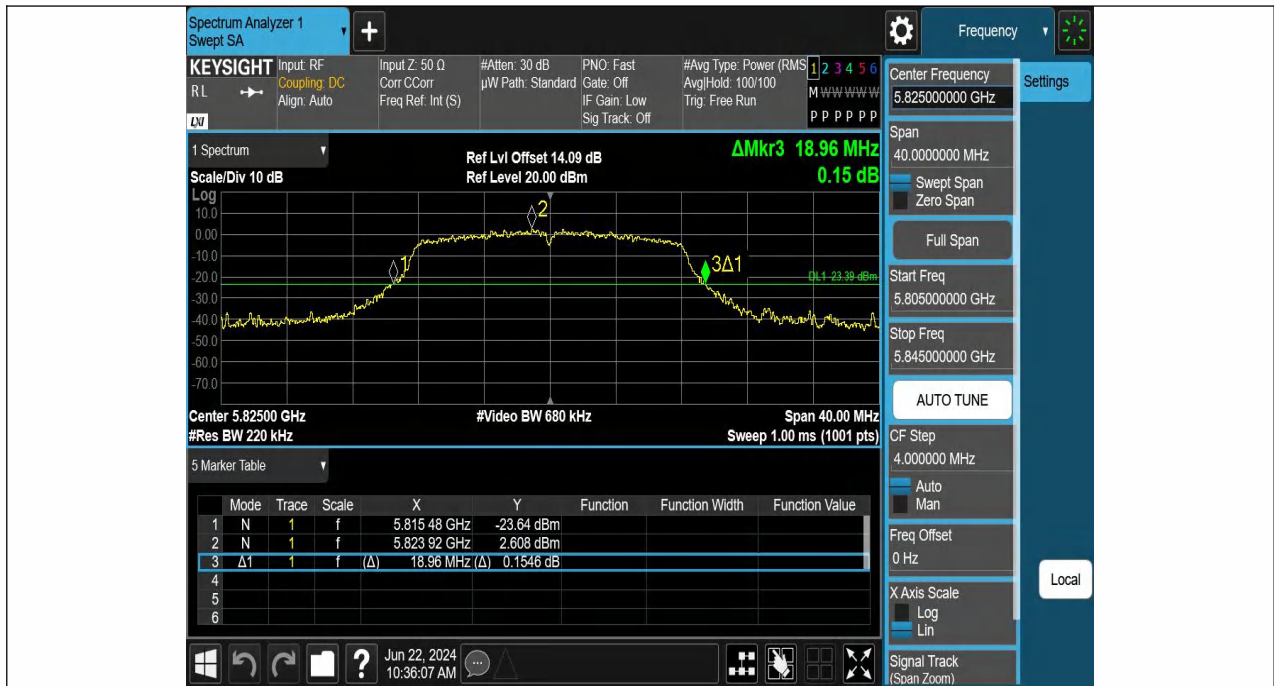 Spectrum Analyzer 1
Swept SA
+
Frequency
KEYSIGHT
RL
LXI
Input: RF
Coupling: DC
Align: Auto
Input Z: 50 Ω
Corr CCorr
Freq Ref: Int (S)
#Atten: 30 dB
µW Path: Standard
PNO: Fast
Gate: Off
IF Gain: Low
Sig Track: Off
#Avg Type: Power (RMS
Avg|Hold: 100/100
Trig: Free Run
1 2 3 4 5 6
M W W W W W
P P P P P P
1 Spectrum
Scale/Div 10 dB
Ref Lvl Offset 14.09 dB
Ref Level 20.00 dBm
ΔMkr3 18.96 MHz
0.15 dB
Log
10.0
0.00
-10.0
-20.0
-30.0
-40.0
-50.0
-60.0
-70.0
1
2
3Δ1
DL1 -23.39 dBm
Center 5.82500 GHz
#Res BW 220 kHz
#Video BW 680 kHz
Span 40.00 MHz
Sweep 1.00 ms (1001 pts)
5 Marker Table
Mode Trace Scale X Y Function Function Width Function Value
1 N 1 f 5.815 48 GHz -23.64 dBm
2 N 1 f 5.823 92 GHz 2.608 dBm
3 Δ1 1 f (Δ) 18.96 MHz (Δ) 0.1546 dB
4
5
6
?
Jun 22, 2024
10:36:07 AM
Center Frequency
5.825000000 GHz
Settings
Span
40.0000000 MHz
Swept Span
Zero Span
Full Span
Start Freq
5.805000000 GHz
Stop Freq
5.845000000 GHz
AUTO TUNE
CF Step
4.000000 MHz
Auto
Man
Freq Offset
0 Hz
Local
X Axis Scale
Log
Lin
Signal Track
(Span Zoom)